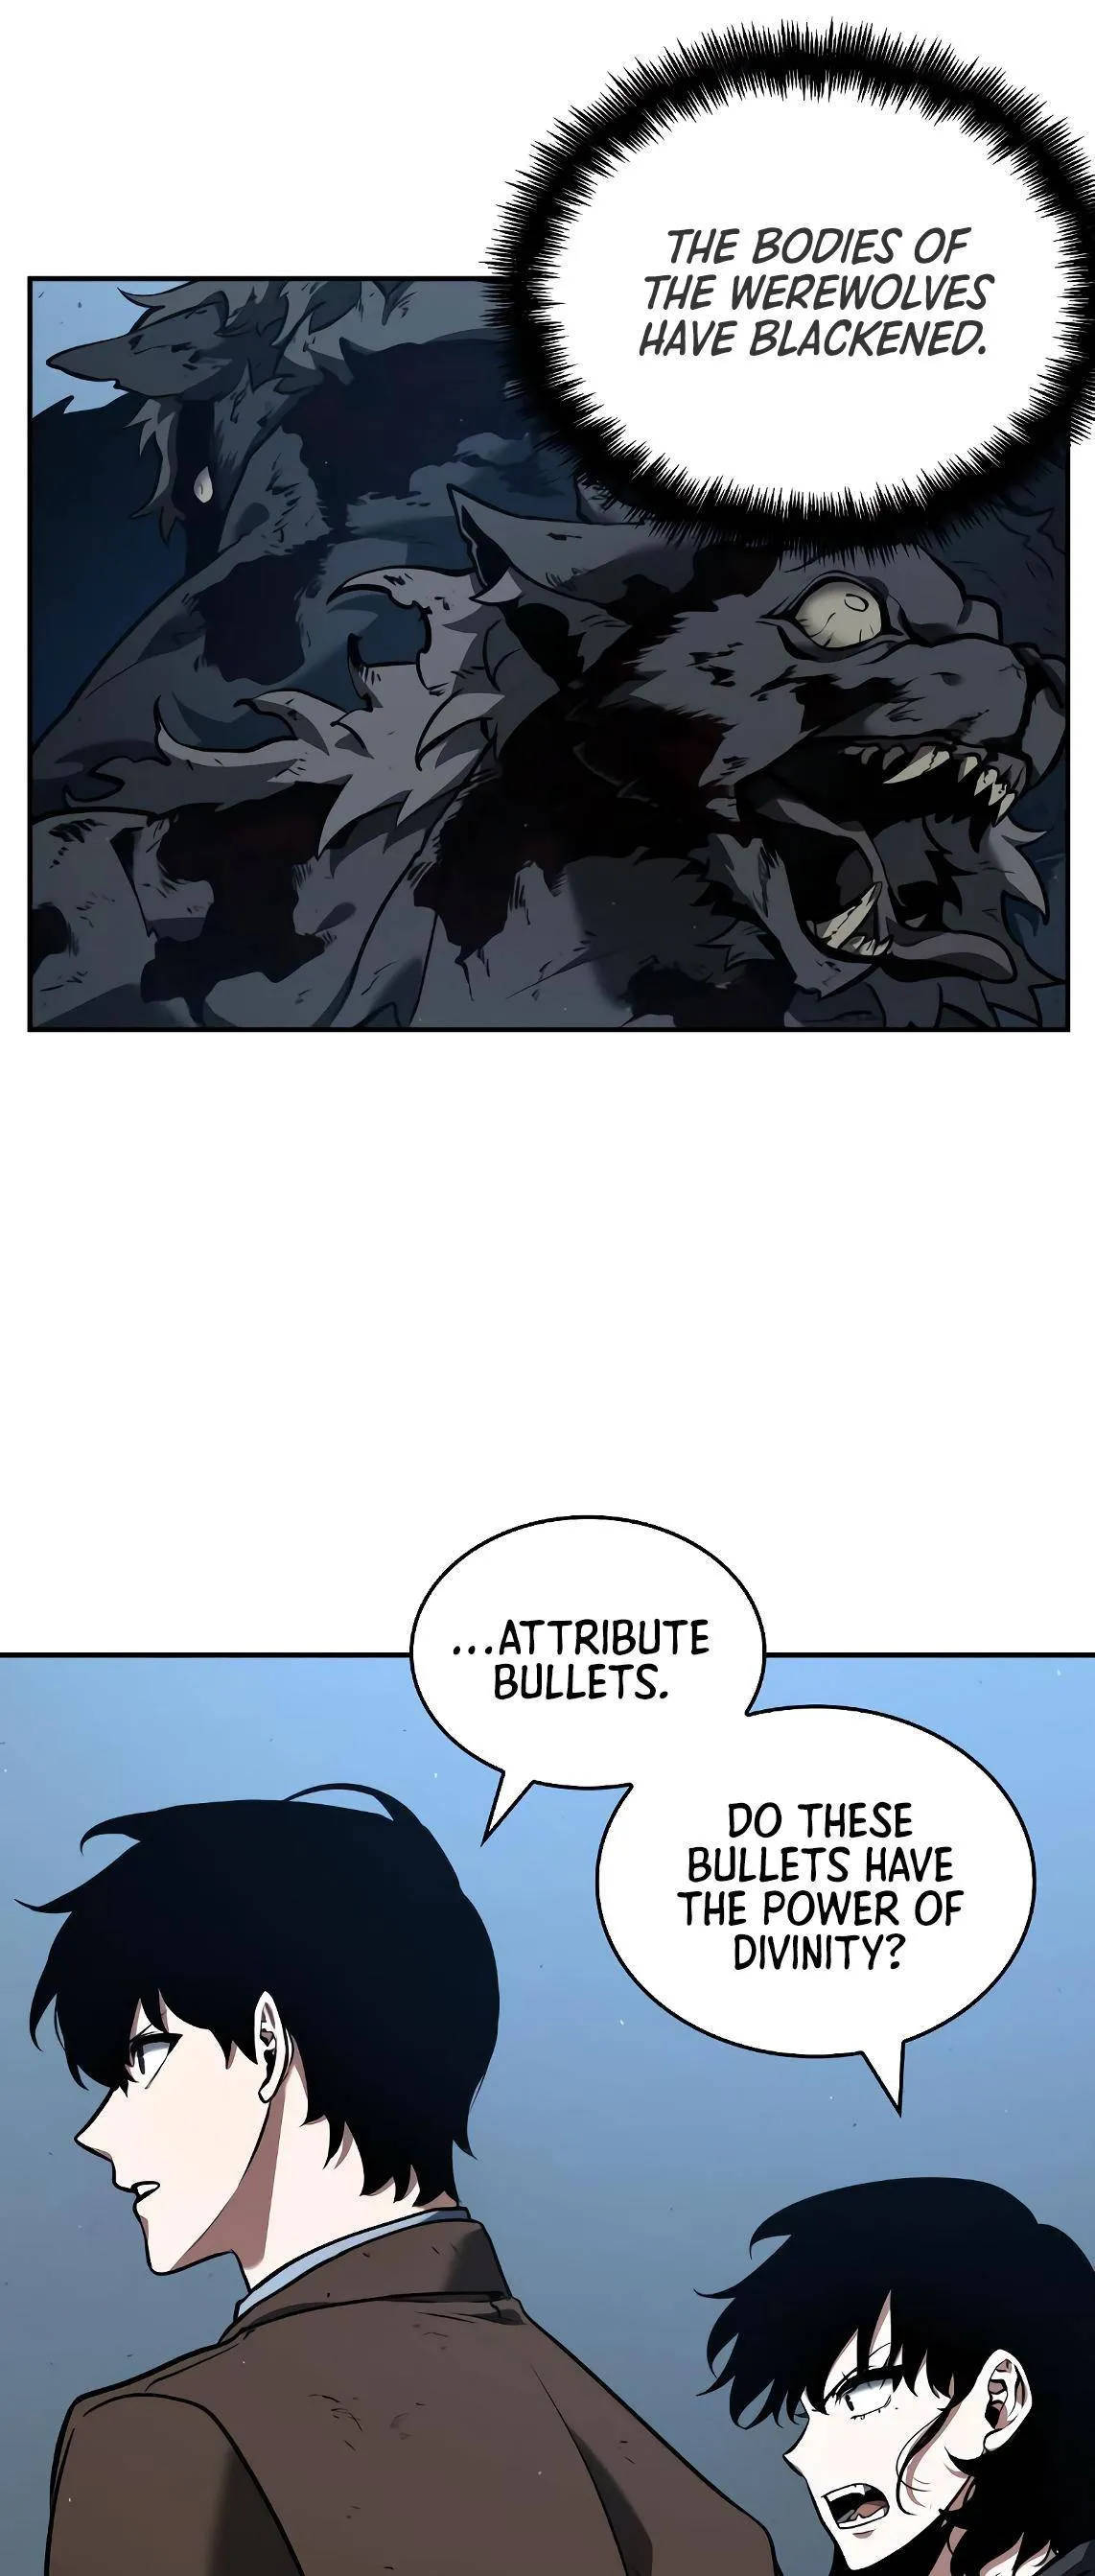 THE BODIES OF
THE WEREWOLVES
HAVE BLACKENED.
...ATTRIBUTE
BULLETS.
DO THESE
BULLETS HAVE
THE POWER OF
DIVINITY?